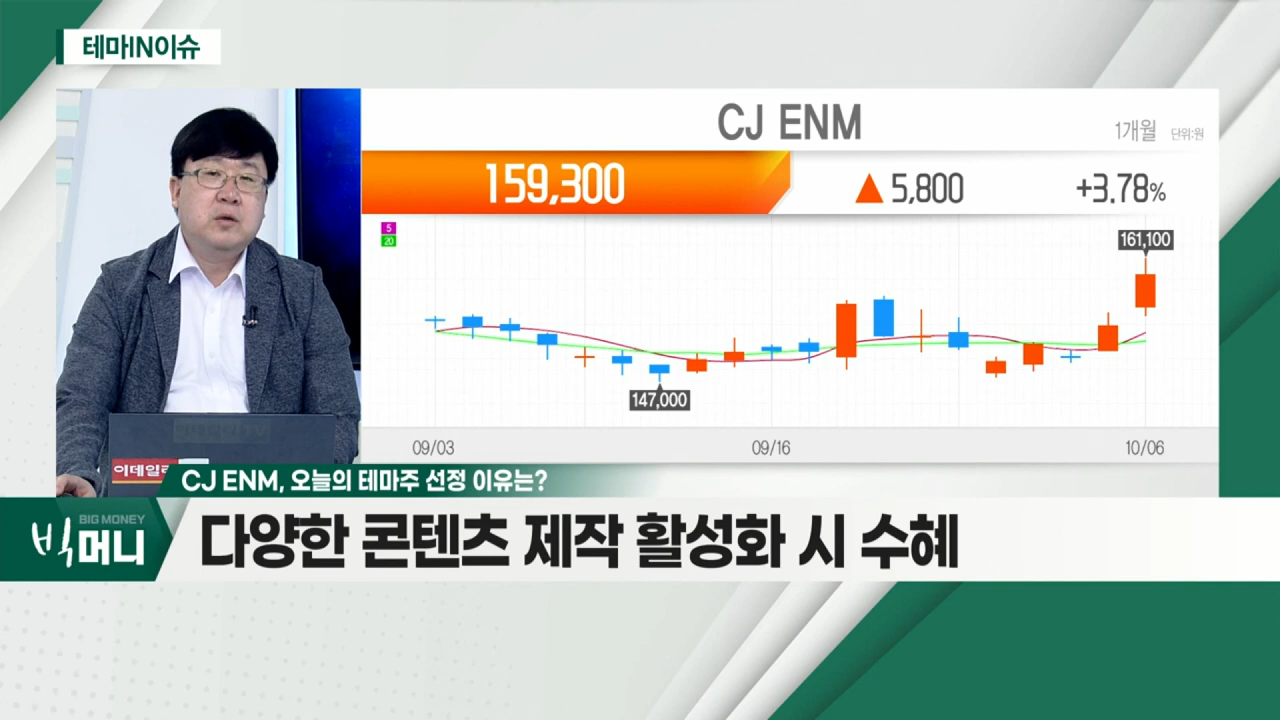 테마IN이슈
CJ ENM
1개월 단위:원
159,300 ▲ 5,800 +3.78%
5
20
161,100
147,000
09/03 09/16 10/06
이데일리
CJ ENM, 오늘의 테마주 선정 이유는?
BIG MONEY
빅머니
다양한 콘텐츠 제작 활성화 시 수혜